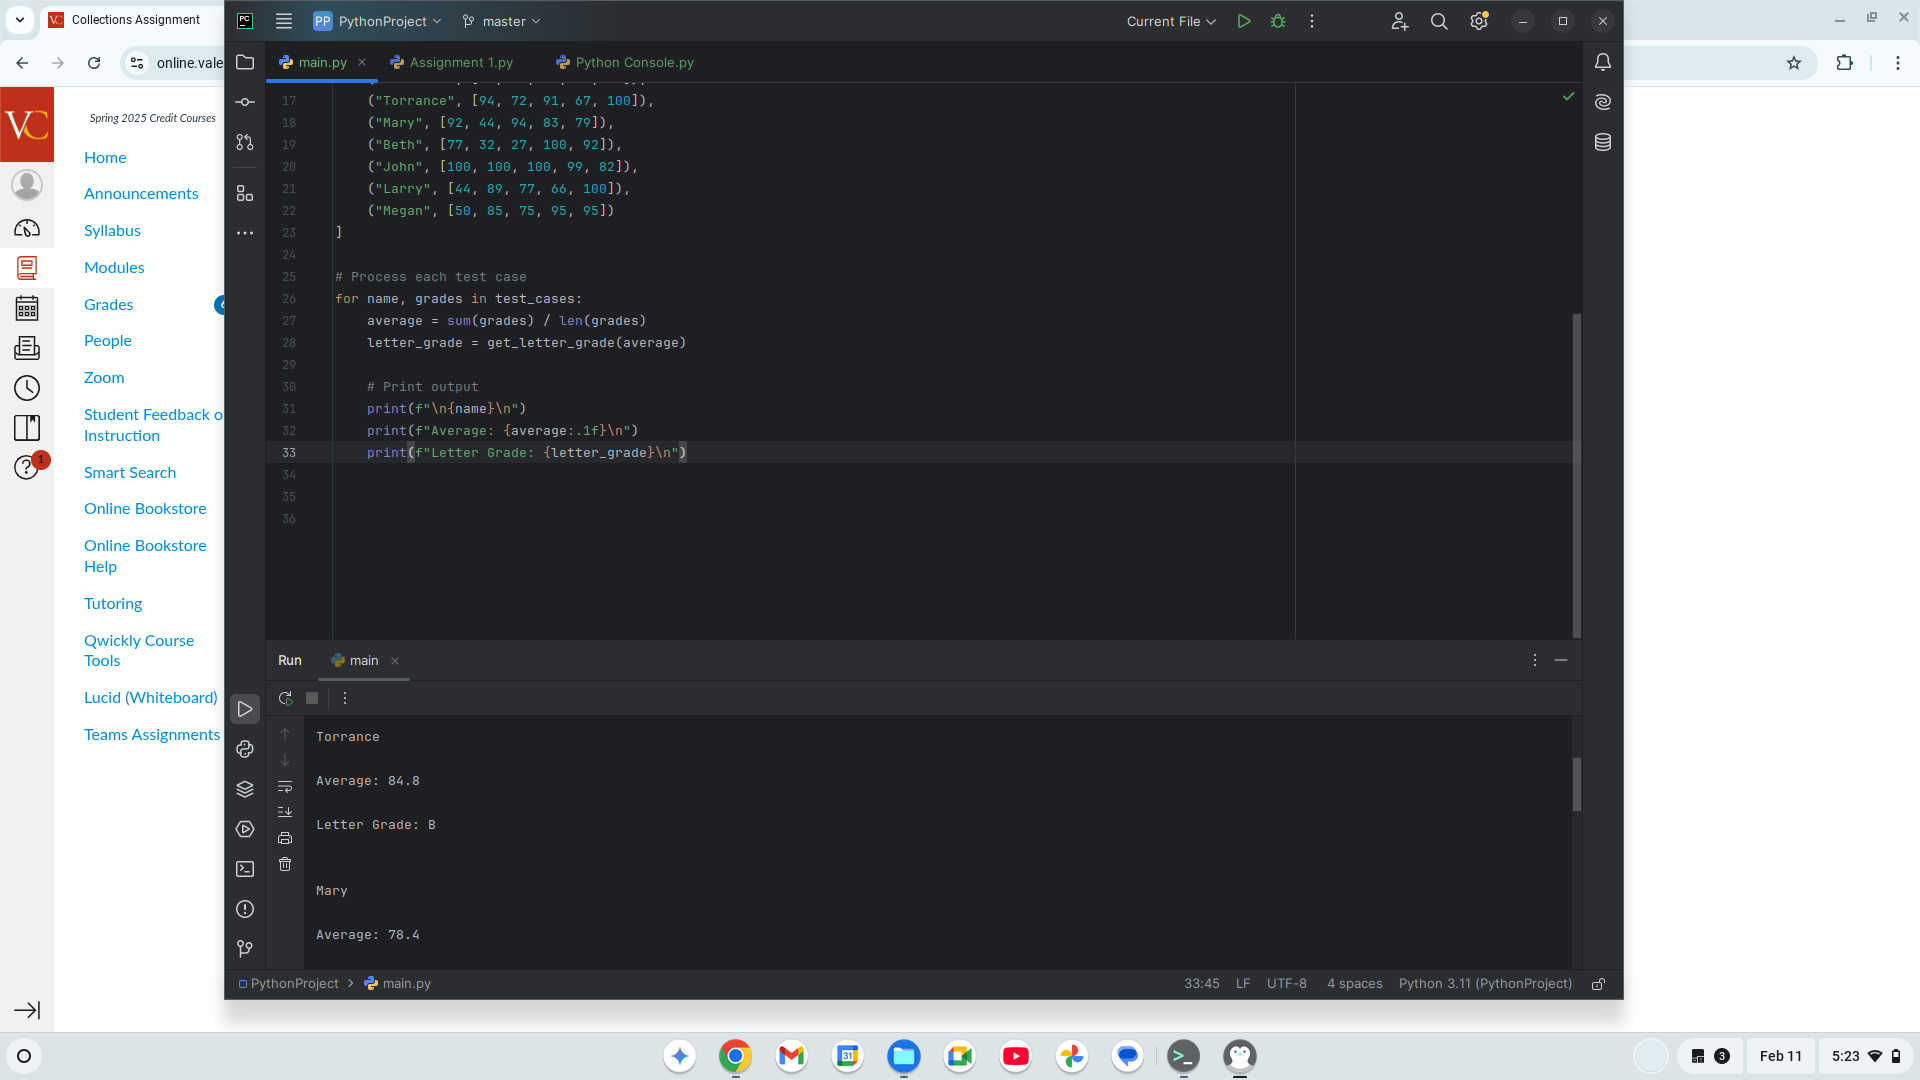 Collections Assignment
online.vale
PC
PP PythonProject
master
Current File
main.py
Assignment 1.py
Python Console.py
VC
Spring 2025 Credit Courses
Home
Announcements
Syllabus
Modules
Grades
People
Zoom
Student Feedback o
Instruction
Smart Search
Online Bookstore
Online Bookstore
Help
Tutoring
Qwickly Course
Tools
Lucid (Whiteboard)
Teams Assignments
1
17 ("Torrance", [94, 72, 91, 67, 100]),
18 ("Mary", [92, 44, 94, 83, 79]),
19 ("Beth", [77, 32, 27, 100, 92]),
20 ("John", [100, 100, 100, 99, 82]),
21 ("Larry", [44, 89, 77, 66, 100]),
22 ("Megan", [50, 85, 75, 95, 95])
23 ]
24
25 # Process each test case
26 for name, grades in test_cases:
27 average = sum(grades) / len(grades)
28 letter_grade = get_letter_grade(average)
29
30 # Print output
31 print(f"\n{name}\n")
32 print(f"Average: {average:.1f}\n")
33 print(f"Letter Grade: {letter_grade}\n")
34
35
36
Run
main
Torrance
Average: 84.8
Letter Grade: B
Mary
Average: 78.4
PythonProject
main.py
33:45
LF
UTF-8
4 spaces
Python 3.11 (PythonProject)
31
3
Feb 11
5:23